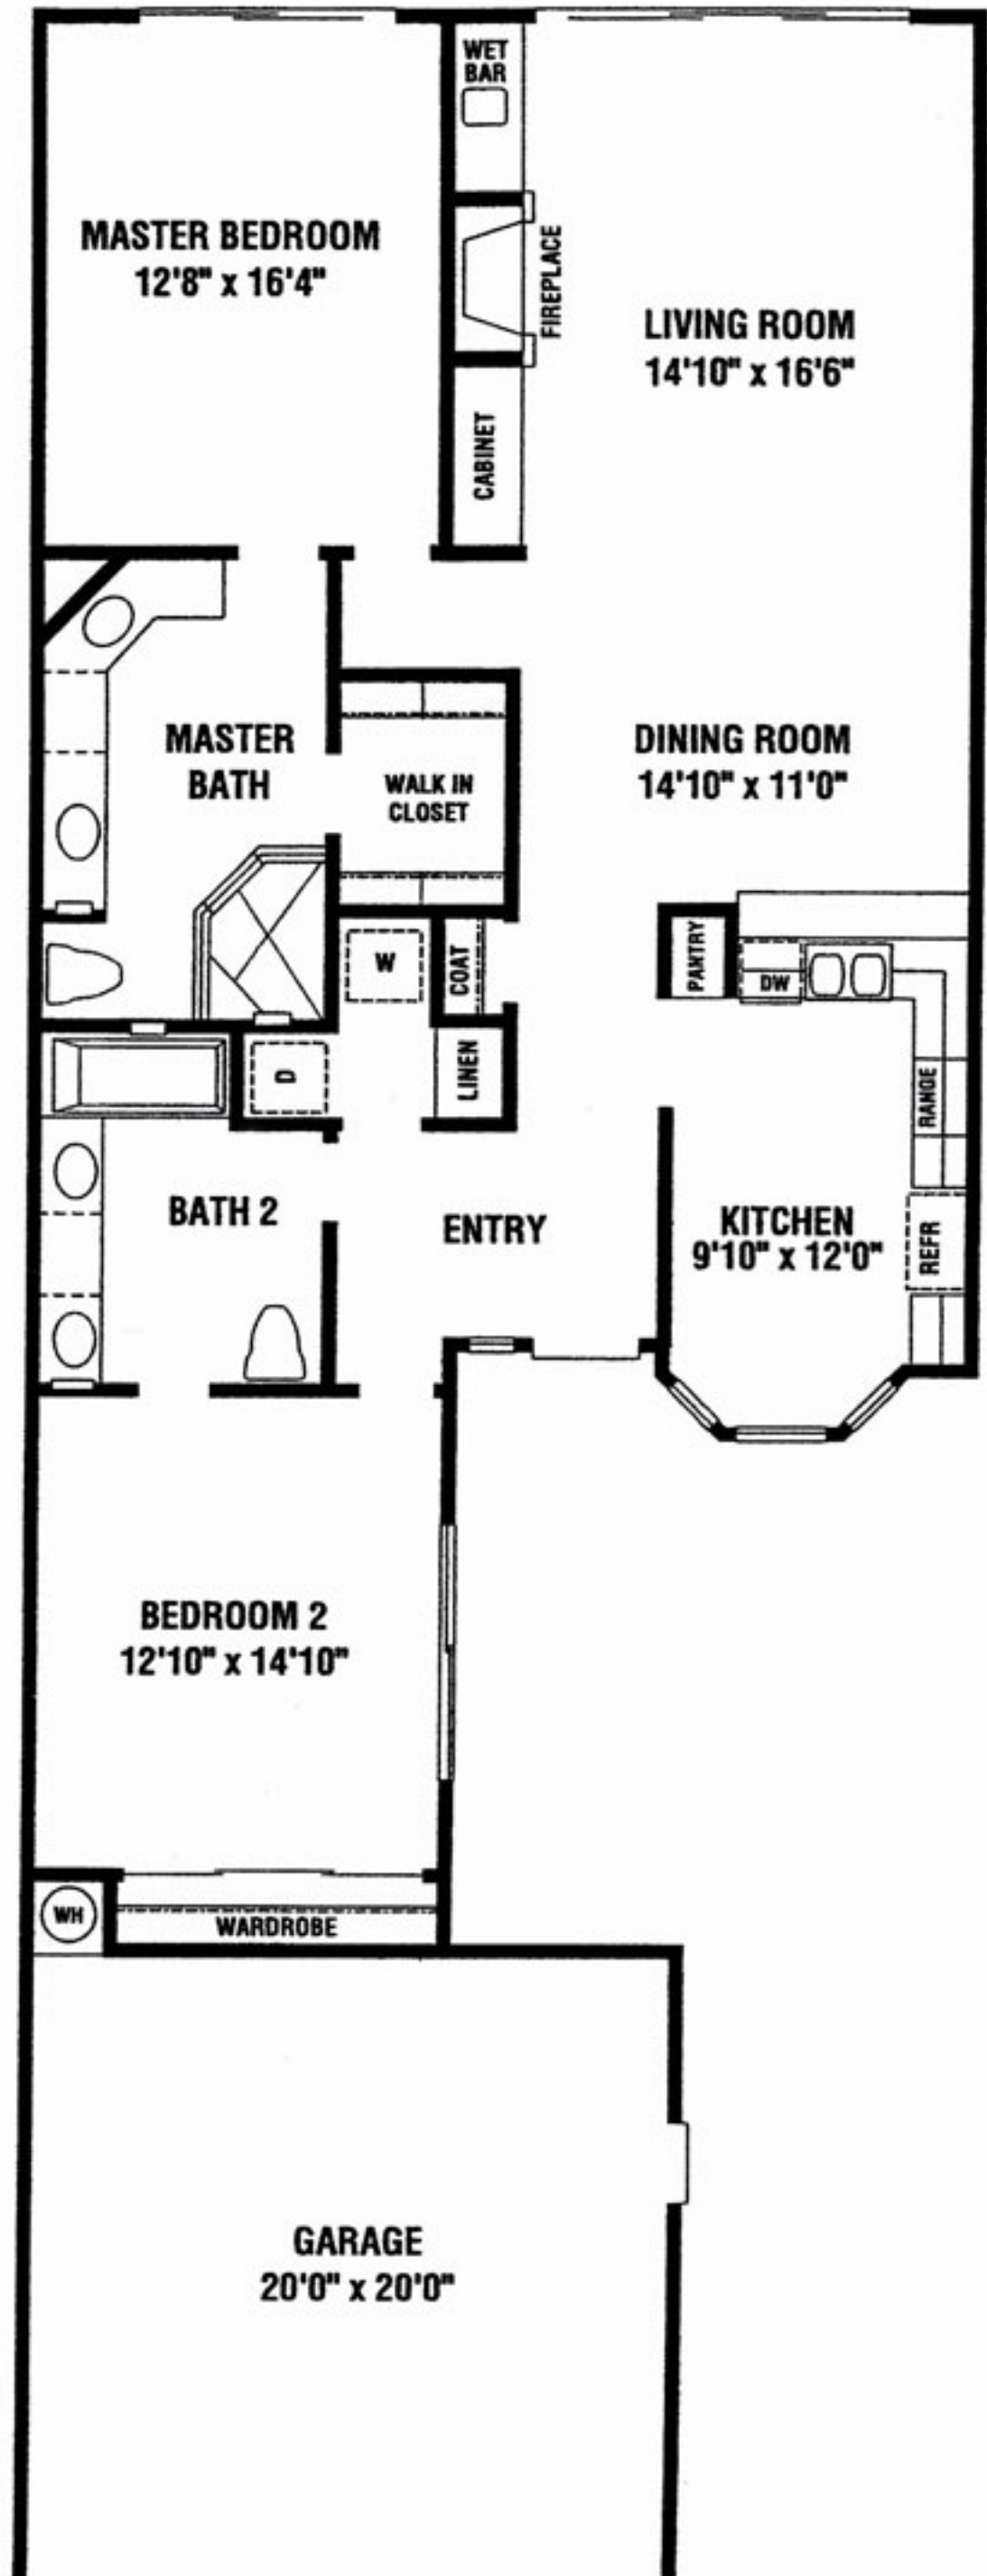 WET
BAR
MASTER BEDROOM
12'8" x 16'4"
FIREPLACE
LIVING ROOM
14'10" x 16'6"
CABINET
MASTER
BATH
WALK IN
CLOSET
DINING ROOM
14'10" x 11'0"
W
COAT
PANTRY
DW
D
LINEN
RANGE
BATH 2
ENTRY
KITCHEN
9'10" x 12'0"
REFR
BEDROOM 2
12'10" x 14'10"
WH
WARDROBE
GARAGE
20'0" x 20'0"